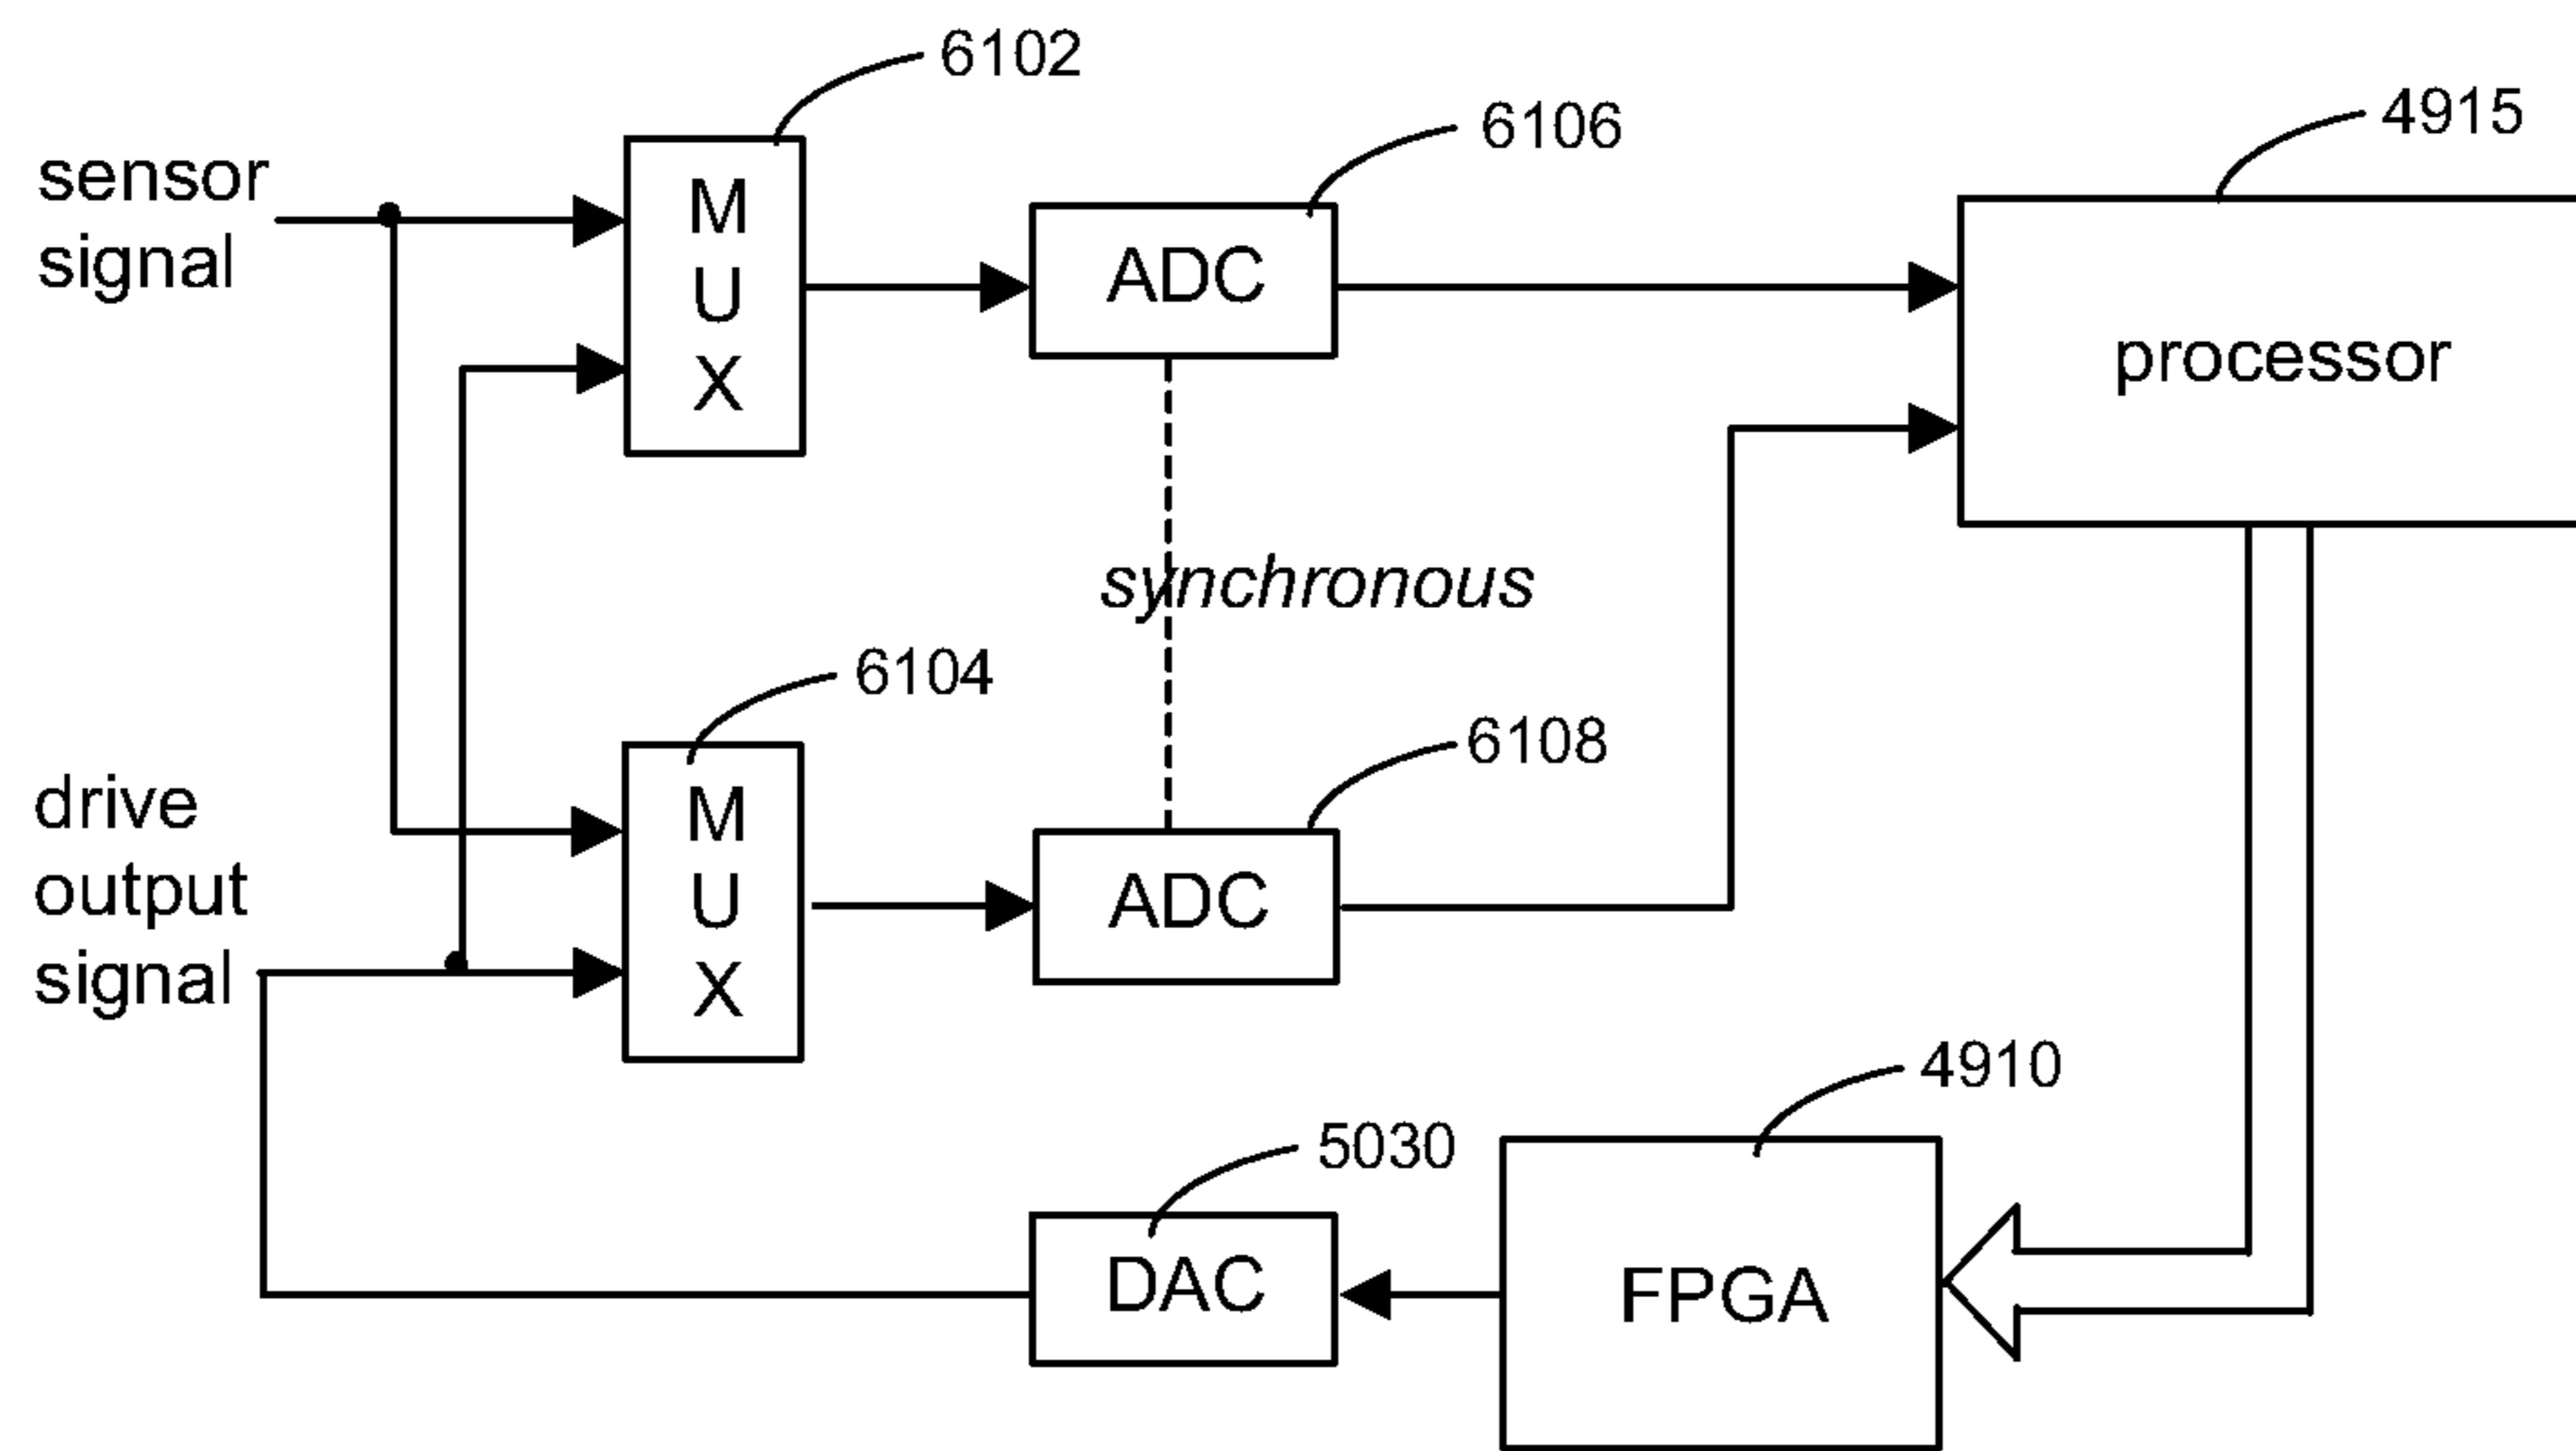 6102
6106
4915
sensor
signal
M
U
X
ADC
processor
synchronous
6104
6108
drive
output
signal
M
U
X
ADC
4910
5030
DAC
FPGA